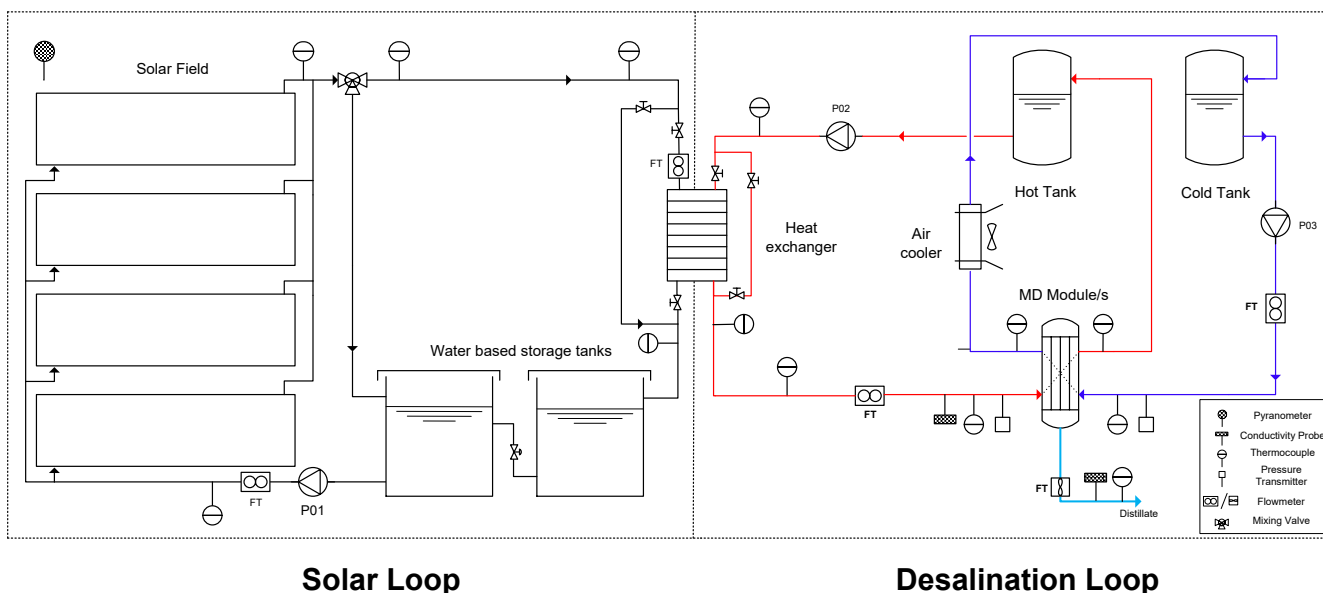 Solar Field
P02
FT
Hot Tank
Cold Tank
P03
Heat
exchanger
Air
cooler
MD Module/s
FT
Water based storage tanks
FT
FT
P01
FT
Distillate
Pyranometer
Conductivity Probe
Thermocouple
Pressure
Transmitter
/
Flowmeter
Mixing Valve
Solar Loop
Desalination Loop